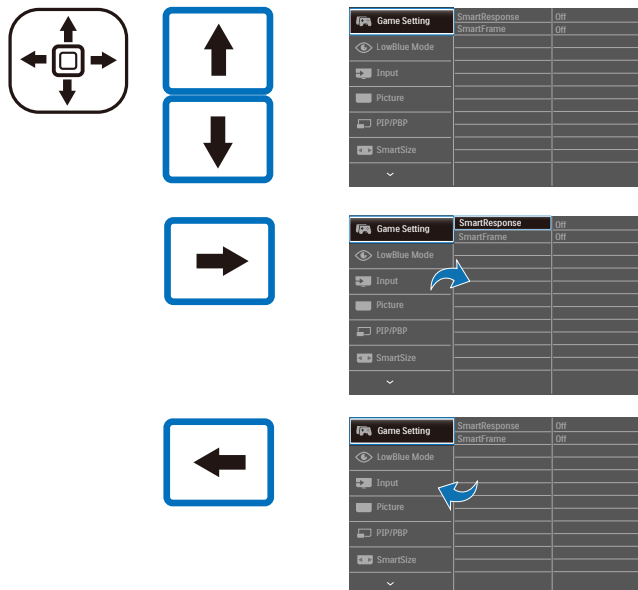 Game Setting SmartResponse Off
SmartFrame Off
LowBlue Mode
Input
Picture
PIP/PBP
SmartSize
Game Setting SmartResponse Off
SmartFrame Off
LowBlue Mode
Input
Picture
PIP/PBP
SmartSize
Game Setting SmartResponse Off
SmartFrame Off
LowBlue Mode
Input
Picture
PIP/PBP
SmartSize